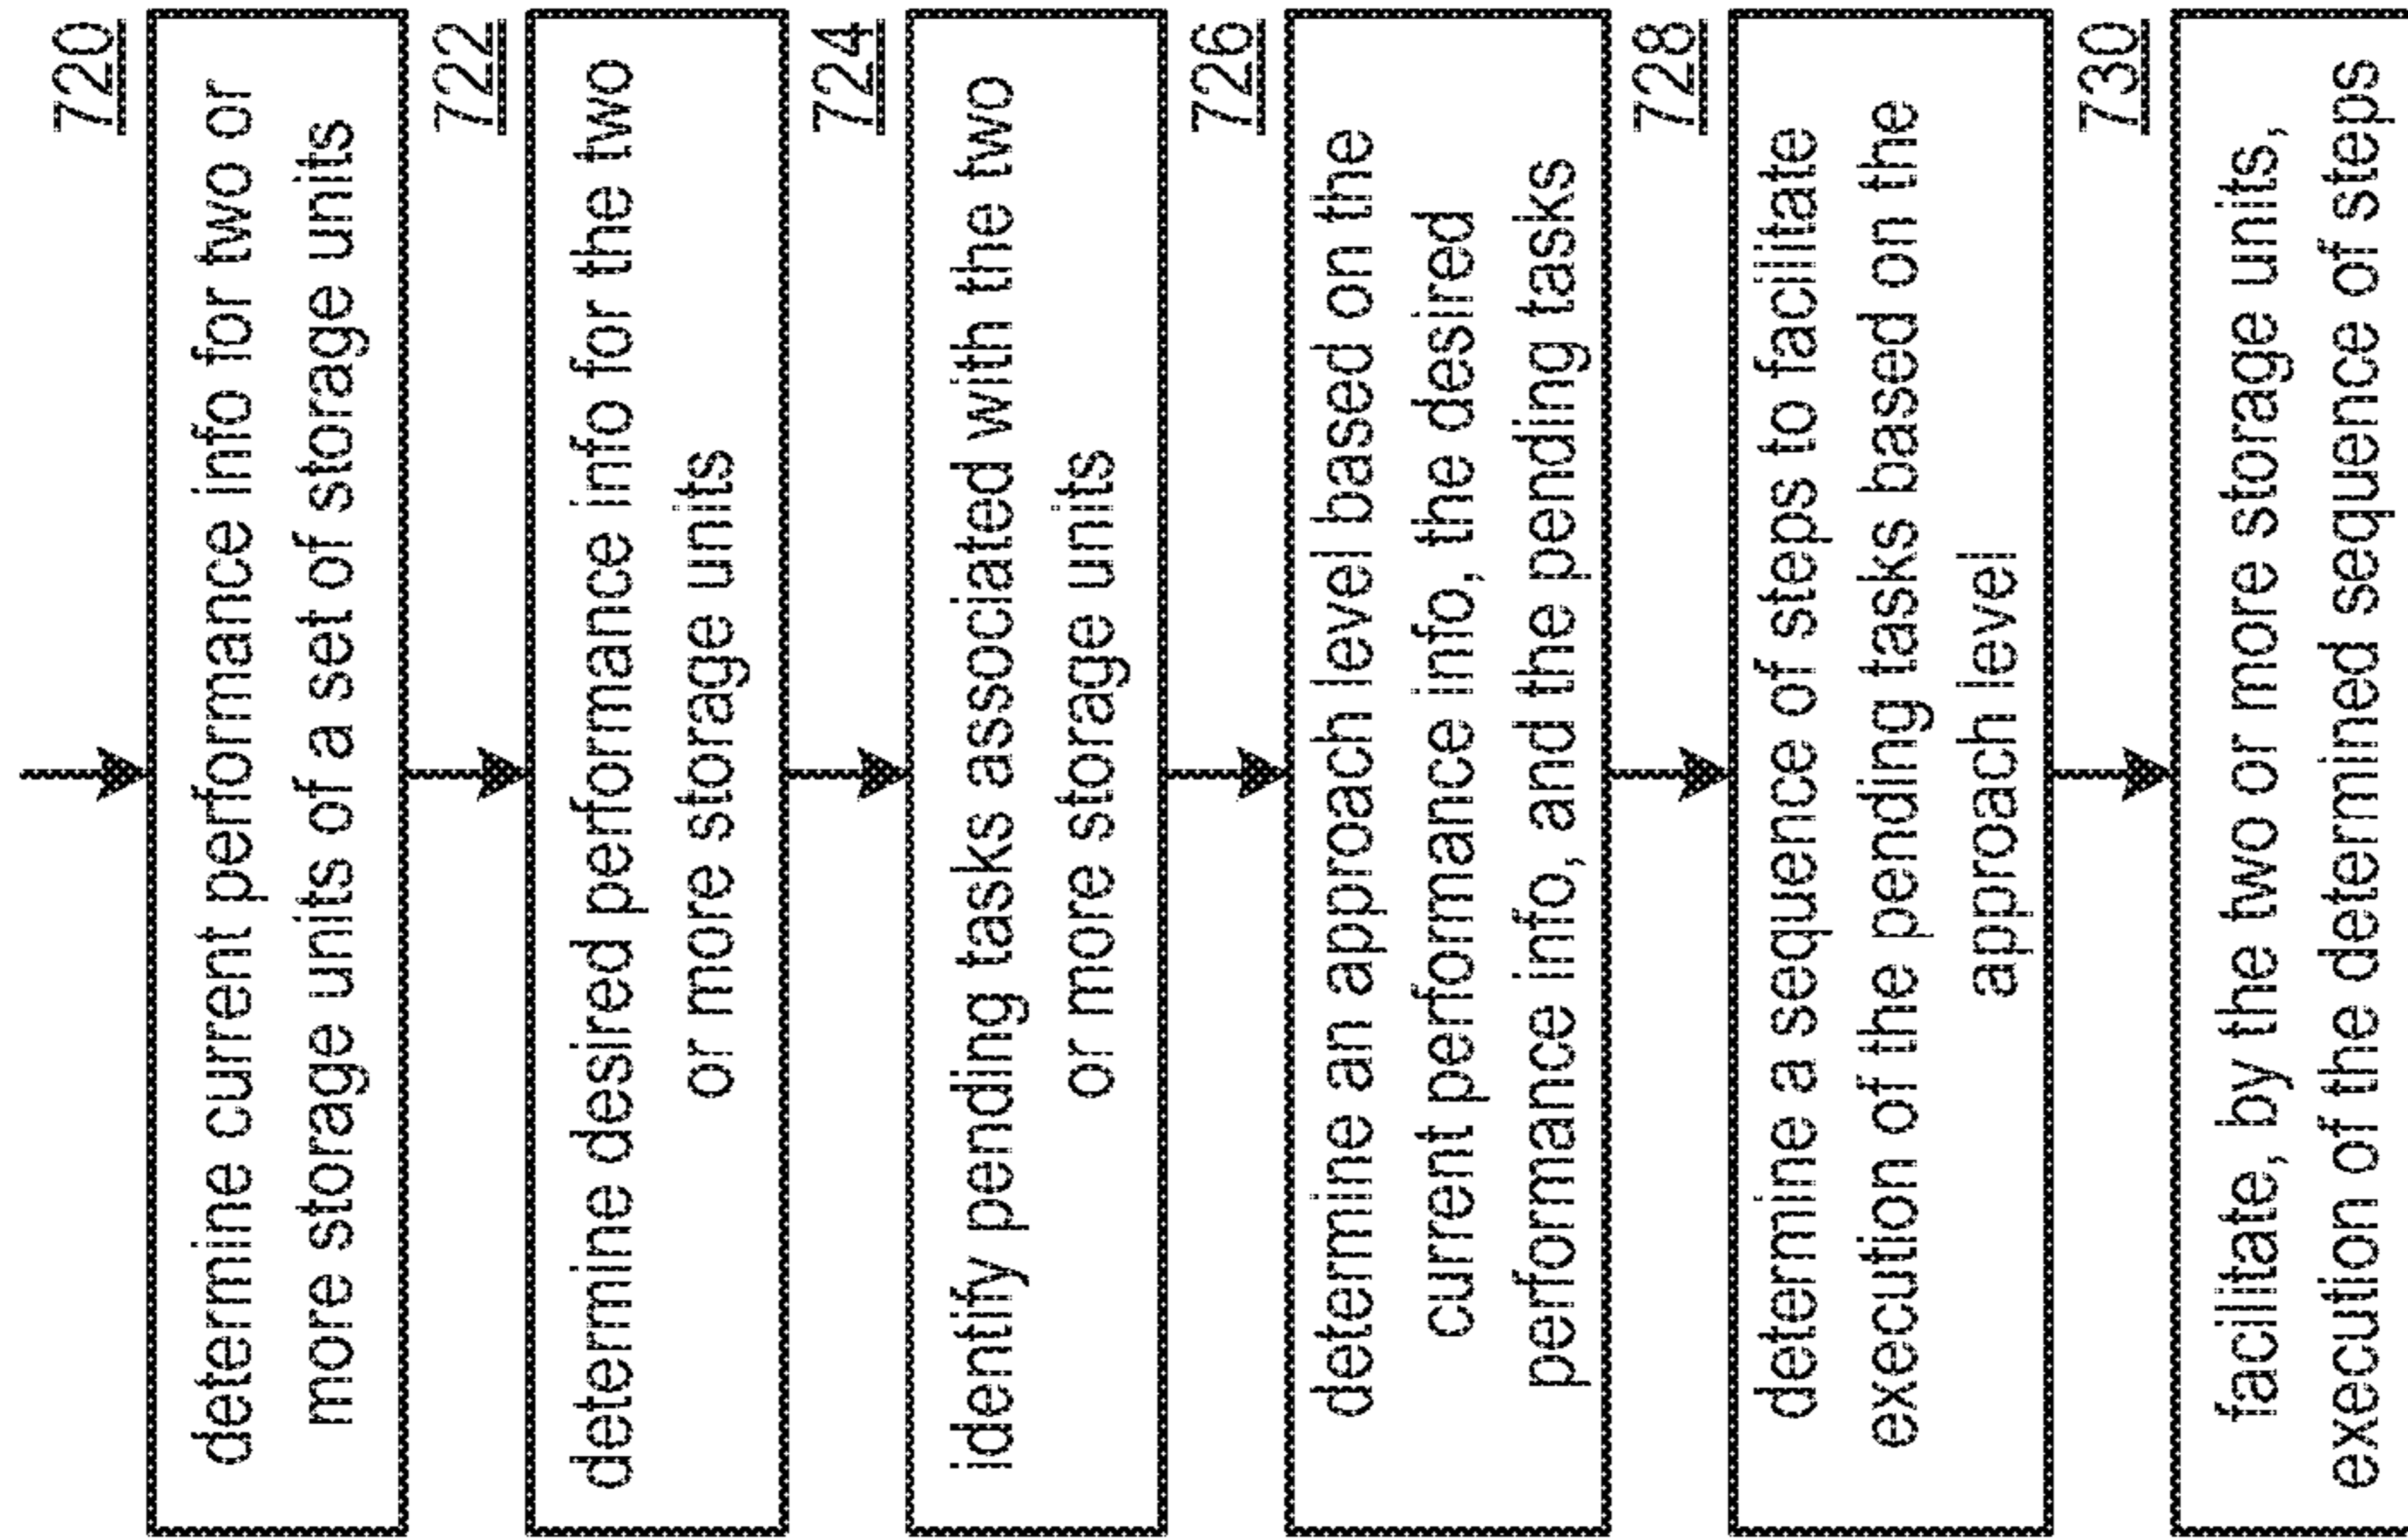 720
determine current performance info for two or
more storage units of a set of storage units
722
determine desired performance info for the two
or more storage units
724
identify pending tasks associated with the two
or more storage units
726
determine an approach level based on the
current performance info, the desired
performance info, and the pending tasks
728
determine a sequence of steps to facilitate
execution of the pending tasks based on the
approach level
730
facilitate, by the two or more storage units,
execution of the determined sequence of steps